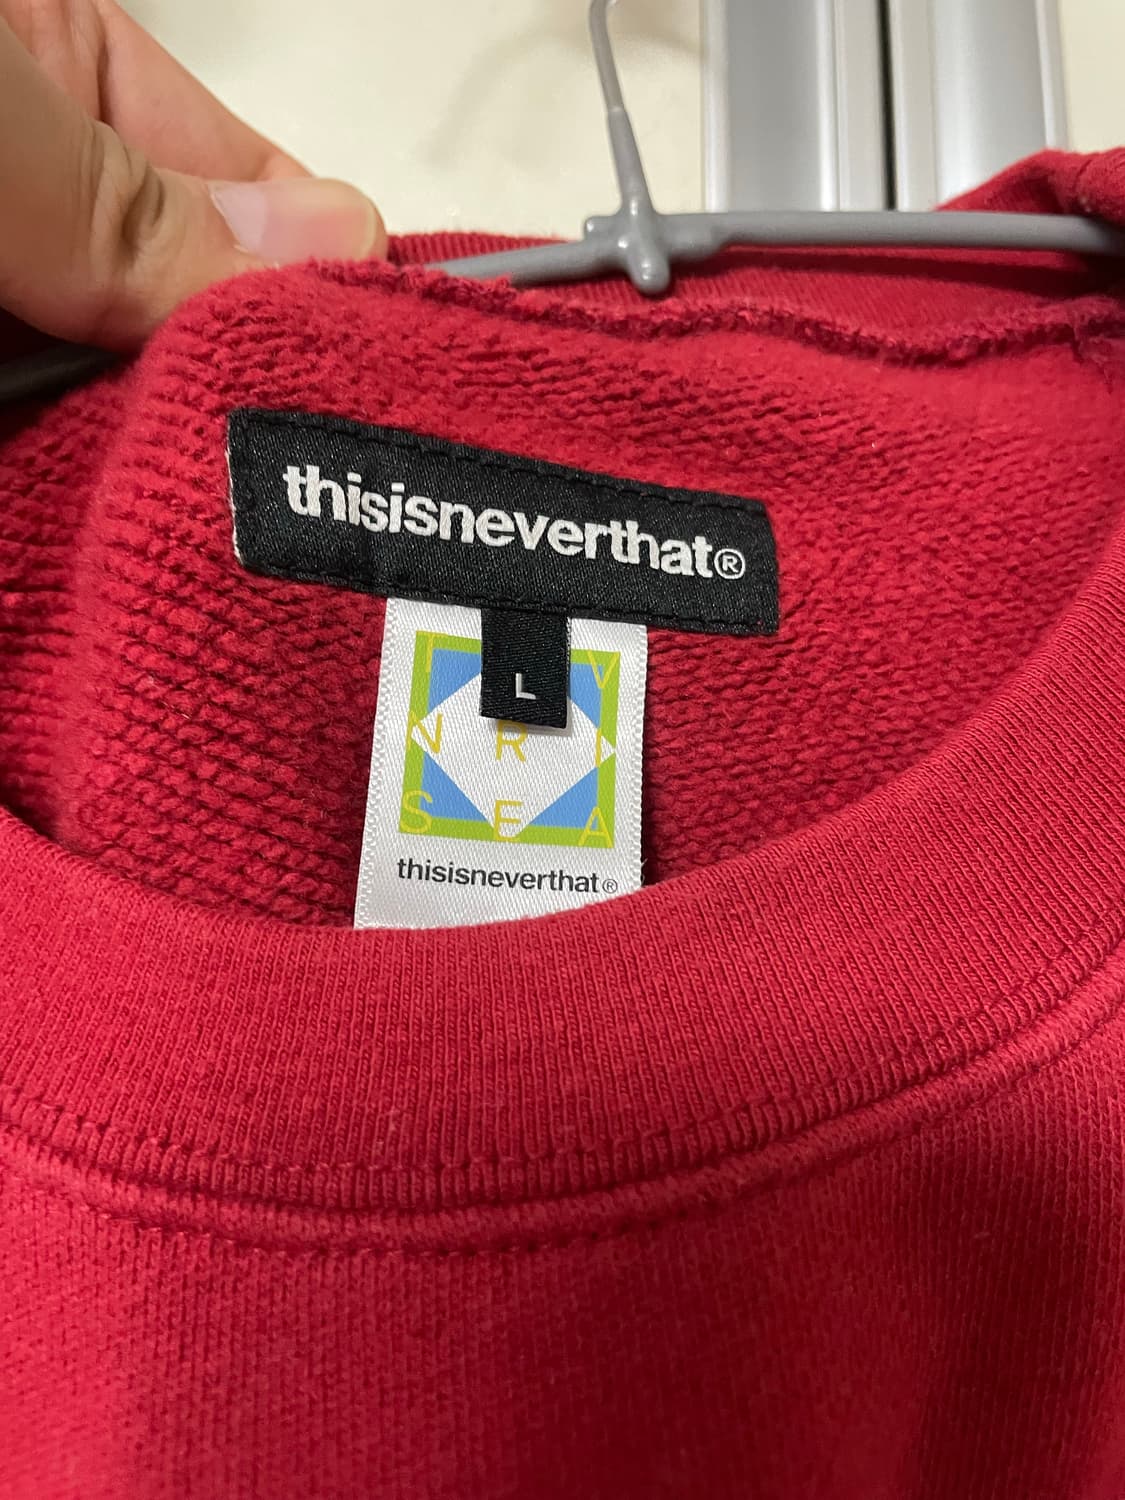 thisisneverthat®
L
T V
N R I
S E A
thisisneverthat®